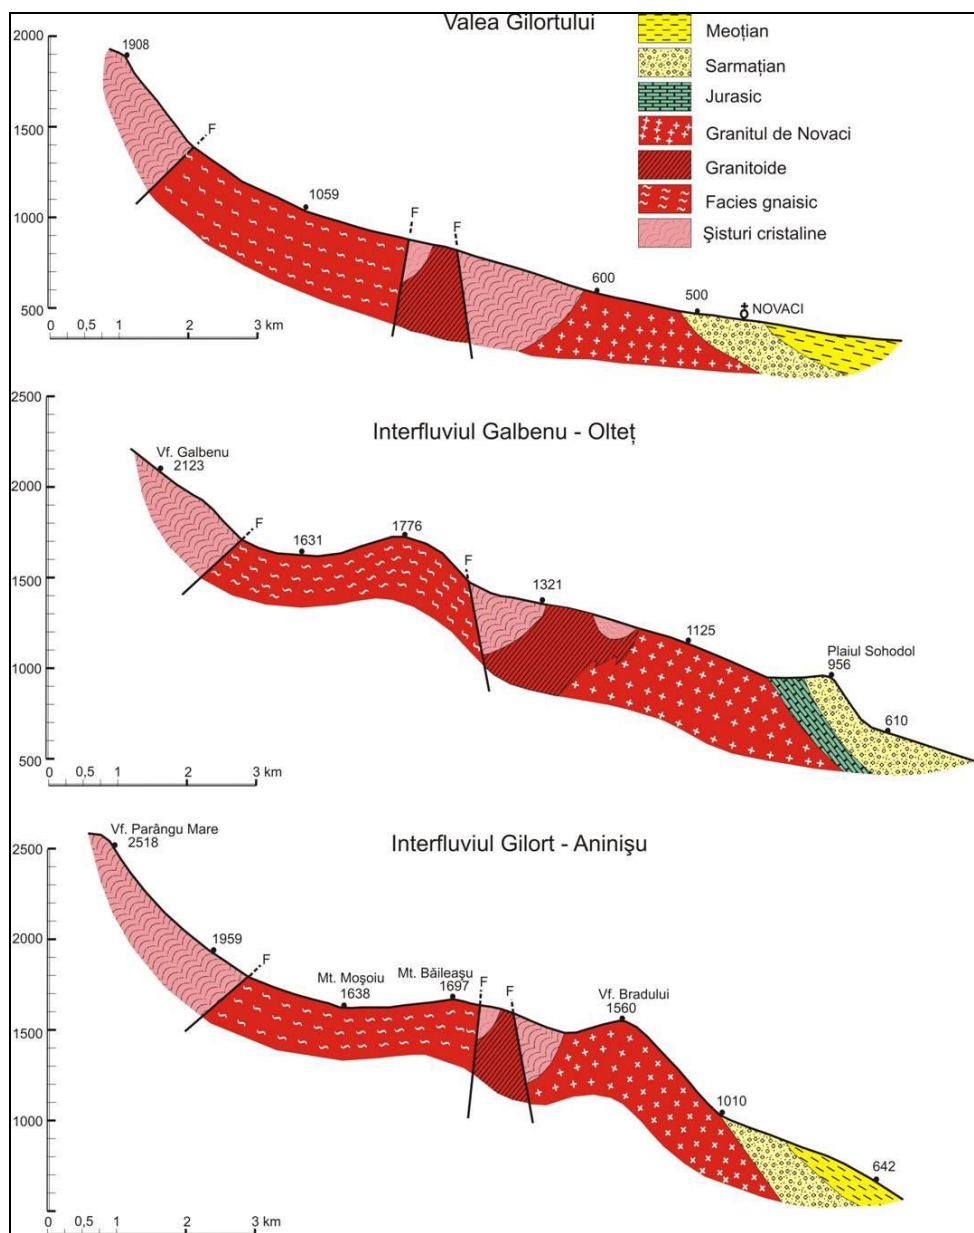 Valea Gilortului
Meoțian
Sarmațian
Jurasic
Granitul de Novaci
Granitoide
Facies gnaisic
Şisturi cristaline
2000
1500
1000
500
1908
F
1059
F
F
600
500
NOVACI
0 0,5 1 2 3 km
Interfluviul Galbenu - Olteț
2500
2000
1500
1000
500
Vf. Galbenu
2123
F
1631
1776
F
1321
1125
Plaiul Sohodol
956
610
0 0,5 1 2 3 km
Interfluviul Gilort - Aninişu
2500
2000
1500
1000
Vf. Parângu Mare
2518
1959
F
Mt. Moşoiu
1638
Mt. Băileaşu
1697
F
F
Vf. Bradului
1560
1010
642
0 0,5 1 2 3 km